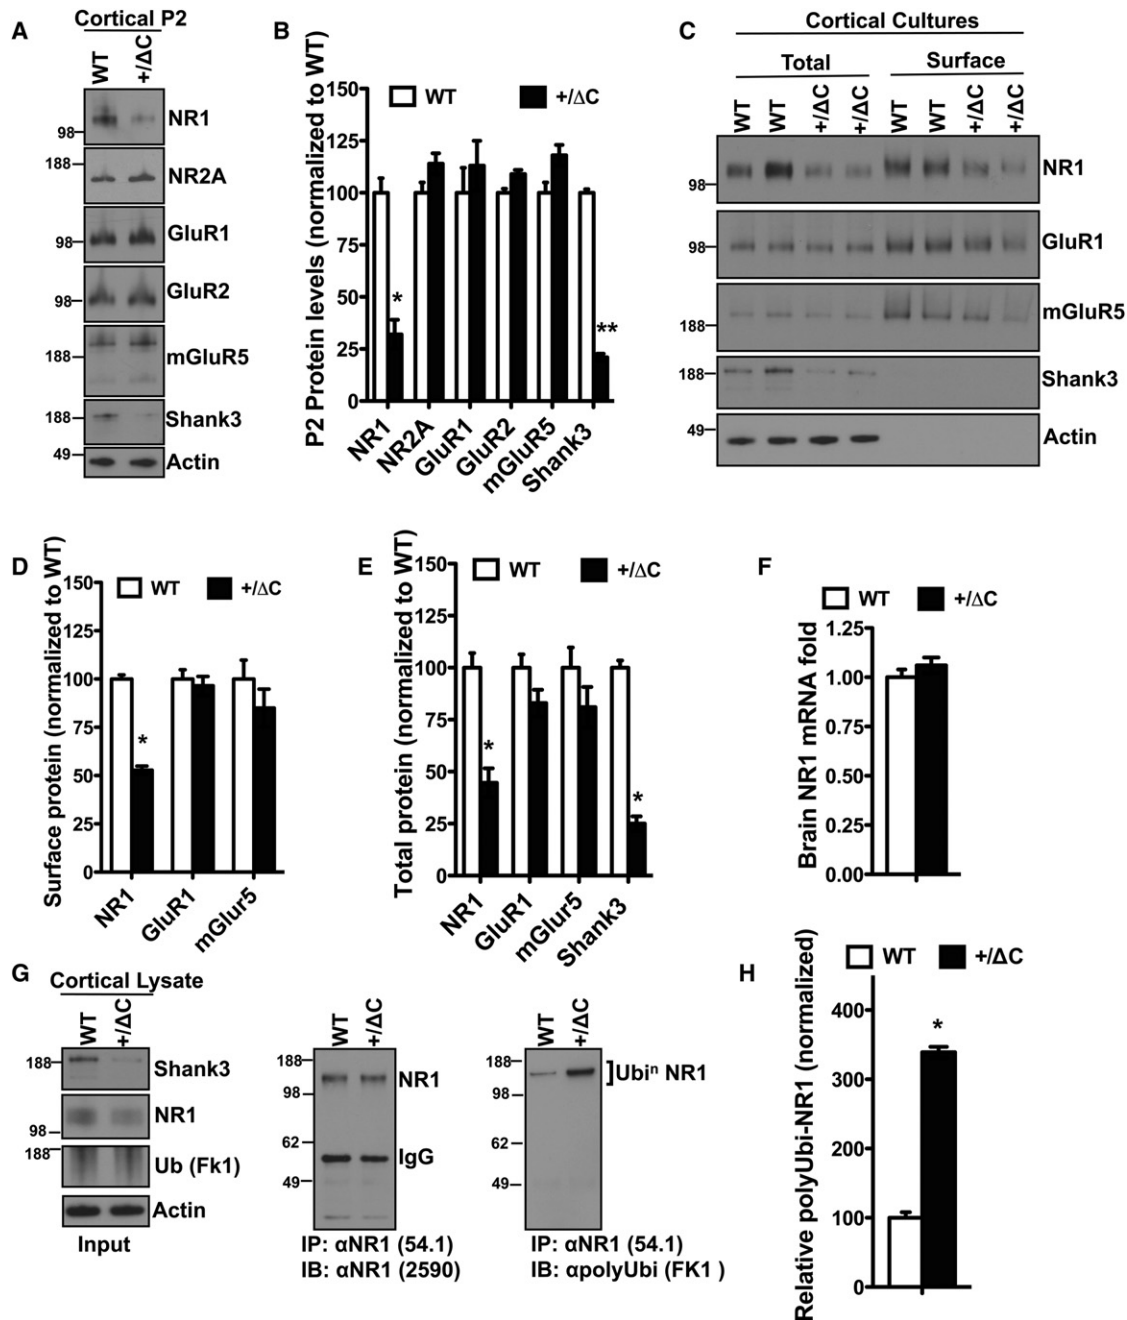 A
Cortical P2
WT +/ΔC
NR1
98
188
NR2A
GluR1
98
GluR2
98
mGluR5
188
Shank3
188
49
Actin
B
P2 Protein levels (normalized to WT)
WT +/ΔC
150
125
100
75
50
25
0
*
**
NR1 NR2A GluR1 GluR2 mGluR5 Shank3
C
Cortical Cultures
Total Surface
WT WT +/ΔC +/ΔC WT WT +/ΔC +/ΔC
NR1
98
GluR1
98
mGluR5
188
188
Shank3
49
Actin
D
Surface protein (normalized to WT)
WT +/ΔC
150
125
100
75
50
25
0
*
NR1 GluR1 mGlur5
E
Total protein (normalized to WT)
WT +/ΔC
150
125
100
75
50
25
0
*
*
NR1 GluR1 mGlur5 Shank3
F
WT +/ΔC
Brain NR1 mRNA fold
1.25
1.00
0.75
0.50
0.25
0.00
G
Cortical Lysate
WT +/ΔC
188
Shank3
NR1
98
188
Ub (Fk1)
Actin
Input
WT +/ΔC
188
NR1
98
62
IgG
49
IP: αNR1 (54.1)
IB: αNR1 (2590)
WT +/ΔC
188
]Ubiⁿ NR1
98
62
49
IP: αNR1 (54.1)
IB: αpolyUbi (FK1 )
H
WT +/ΔC
Relative polyUbi-NR1 (normalized)
400
300
200
100
0
*